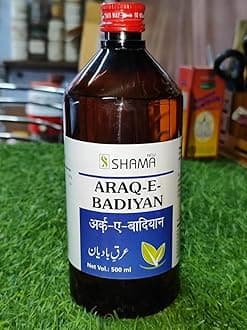 SHAMA
ARAQ-E-
BADIYAN
अर्क़-ए-बादियान
عرق بادیان
Net Vol.: 500 ml